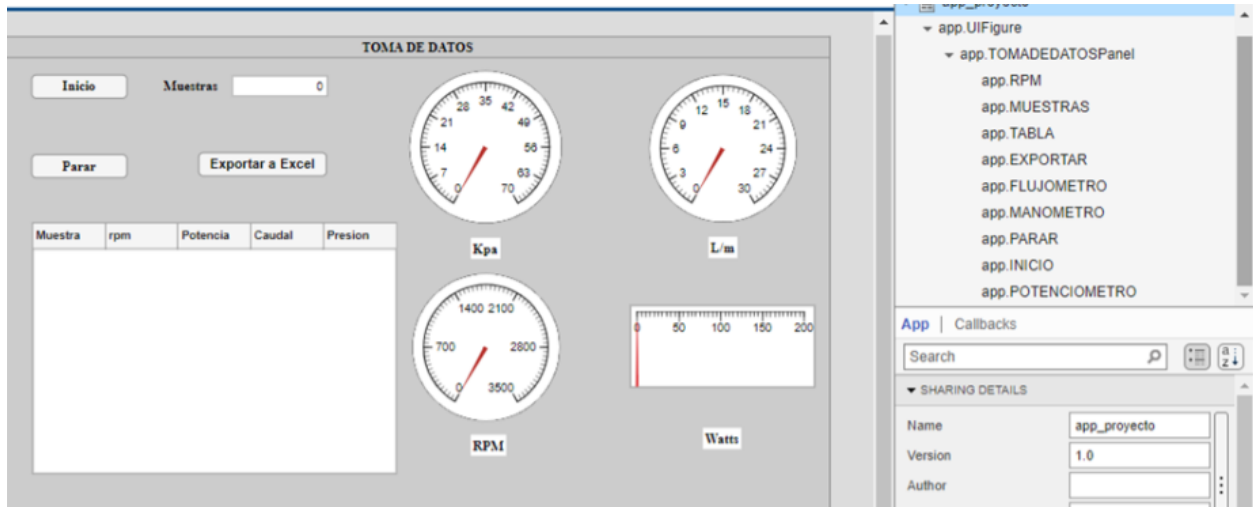 TOMA DE DATOS
Inicio
Muestras
0
Parar
Exportar a Excel
Muestra rpm Potencia Caudal Presion
0 7 14 21 28 35 42 49 56 63 70
Kpa
0 3 6 9 12 15 18 21 24 27 30
L/m
0 700 1400 2100 2800 3500
RPM
0 50 100 150 200
Watts
app_proyecto
app.UIFigure
app.TOMADEDATOSPanel
app.RPM
app.MUESTRAS
app.TABLA
app.EXPORTAR
app.FLUJOMETRO
app.MANOMETRO
app.PARAR
app.INICIO
app.POTENCIOMETRO
App | Callbacks
Search
SHARING DETAILS
Name app_proyecto
Version 1.0
Author